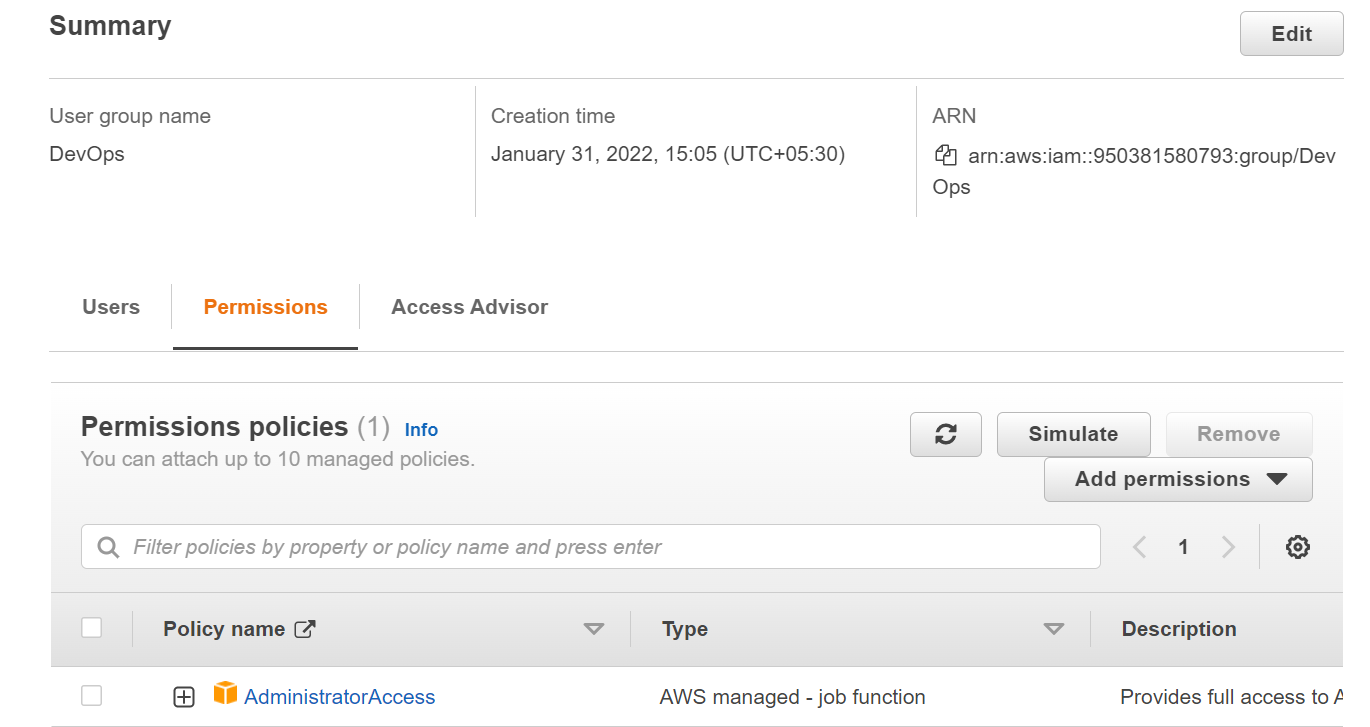 Summary
Edit
User group name
DevOps
Creation time
January 31, 2022, 15:05 (UTC+05:30)
ARN
arn:aws:iam::950381580793:group/Dev
Ops
Users
Permissions
Access Advisor
Permissions policies (1) Info
You can attach up to 10 managed policies.
Simulate
Remove
Add permissions
Filter policies by property or policy name and press enter
1
Policy name
Type
Description
AdministratorAccess
AWS managed - job function
Provides full access to